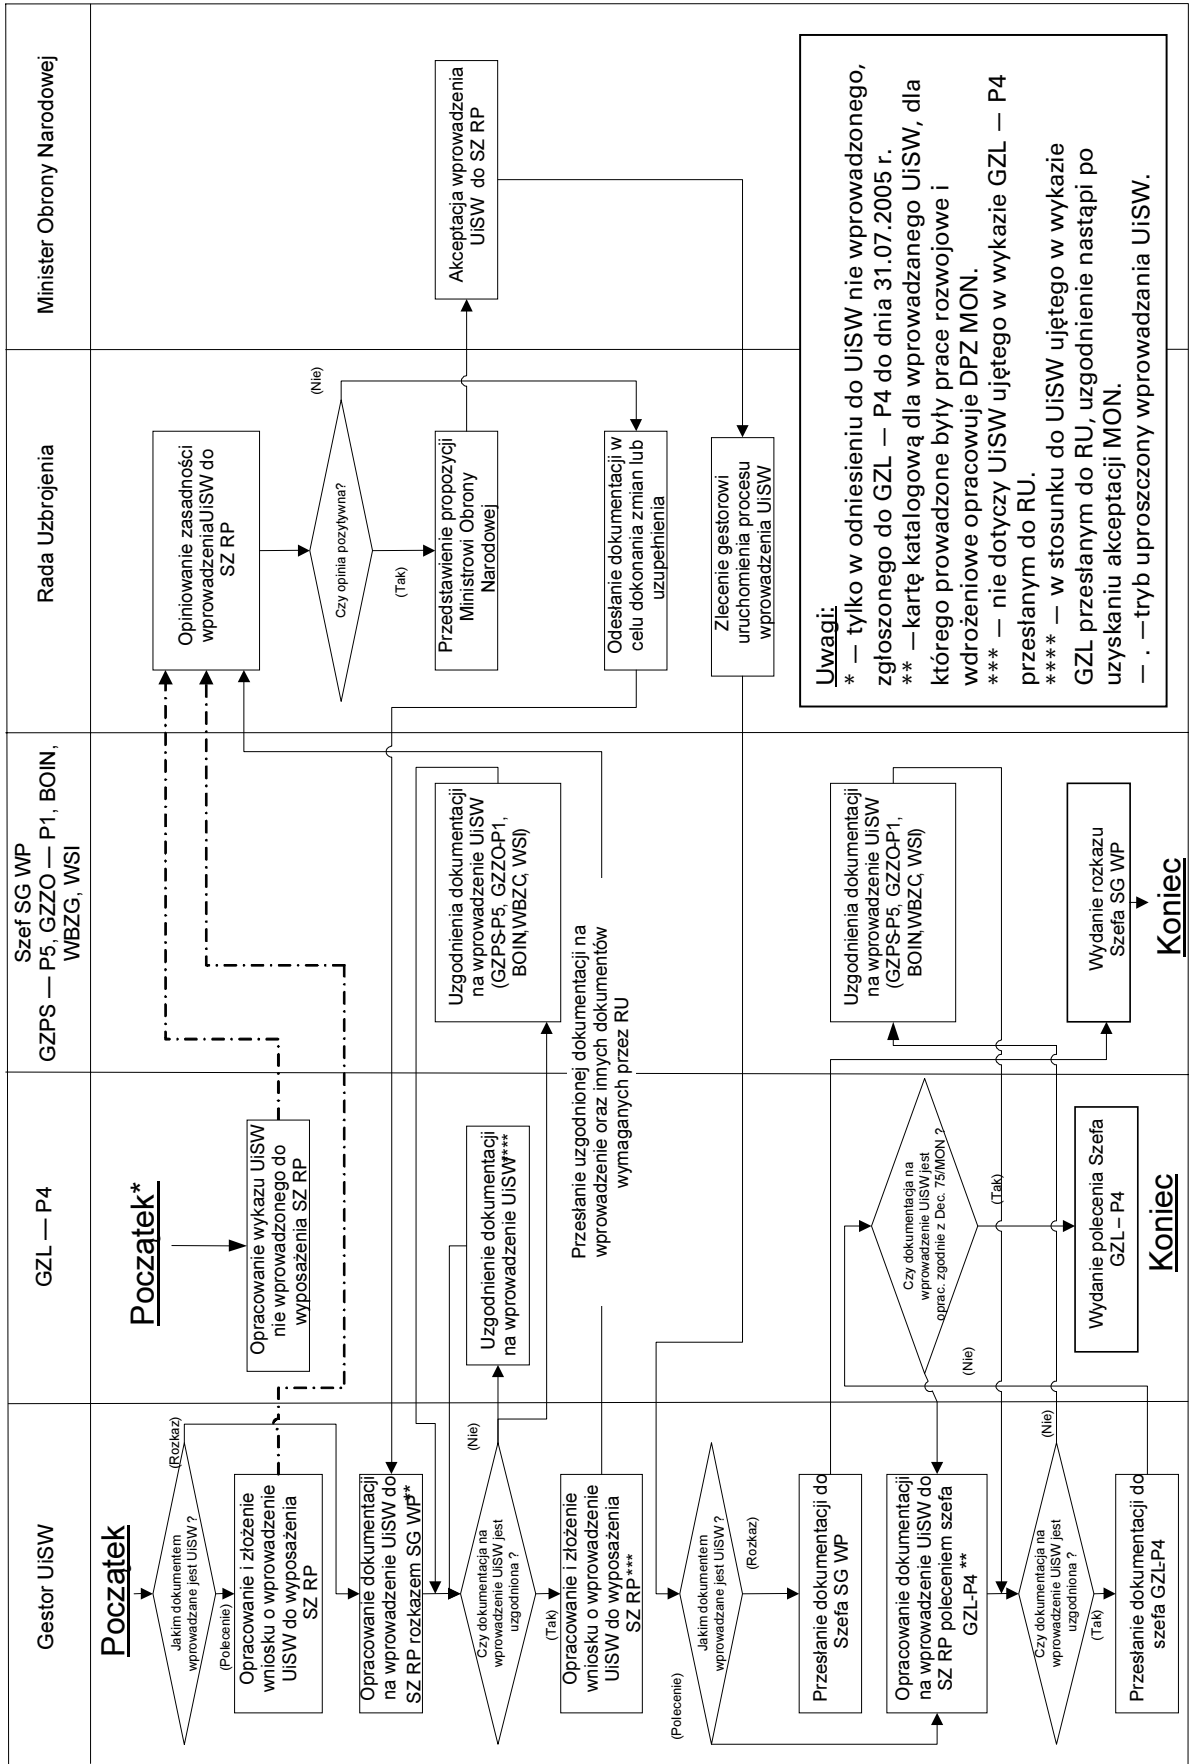 Gestor UiSW
GZL — P4
Szef SG WP
GZPS — P5, GZZO — P1, BOIN,
WBZG, WSI
Rada Uzbrojenia
Minister Obrony Narodowej
Początek
Jakim dokumentem
wprowadzane jest UiSW ?
(Rozkaz)
(Polecenie)
Opracowanie i złożenie
wniosku o wprowadzenie
UiSW do wyposażenia
SZ RP
Opracowanie dokumentacji
na wprowadzenie UiSW do
SZ RP rozkazem SG WP**
Czy dokumentacja na
wprowadzenie UiSW jest
uzgodniona ?
(Nie)
(Tak)
Opracowanie i złożenie
wniosku o wprowadzenie
UiSW do wyposażenia
SZ RP***
Jakim dokumentem
wprowadzane jest UiSW ?
(Polecenie)
(Rozkaz)
Przesłanie dokumentacji do
Szefa SG WP
Opracowanie dokumentacji
na wprowadzenie UiSW do
SZ RP poleceniem szefa
GZL-P4 **
Czy dokumentacja na
wprowadzenie UiSW jest
uzgodniona ?
(Nie)
(Tak)
Przesłanie dokumentacji do
szefa GZL-P4
Początek*
Opracowanie wykazu UiSW
nie wprowadzonego do
wyposażenia SZ RP
Uzgodnienie dokumentacji
na wprowadzenie UiSW****
Przesłanie uzgodnionej dokumentacji na
wprowadzenie oraz innych dokumentów
wymaganych przez RU
Czy dokumentacja na
wprowadzenie UiSW jest
oprac. zgodnie z Dec. 75/MON ?
(Nie)
(Tak)
Wydanie polecenia Szefa
GZL – P4
Koniec
Uzgodnienia dokumentacji
na wprowadzenie UiSW
(GZPS-P5, GZZO-P1,
BOIN,WBZC, WSI)
Uzgodnienia dokumentacji
na wprowadzenie UiSW
(GZPS-P5, GZZO-P1,
BOIN,WBZC, WSI)
Wydanie rozkazu
Szefa SG WP
Koniec
Opiniowanie zasadności
wprowadzeniaUiSW do
SZ RP
Czy opinia pozytywna?
(Nie)
(Tak)
Przedstawienie propozycji
Ministrowi Obrony
Narodowej
Odesłanie dokumentacji w
celu dokonania zmian lub
uzupełnienia
Zlecenie gestorowi
uruchomienia procesu
wprowadzenia UiSW
Akceptacja wprowadzenia
UiSW do SZ RP
Uwagi:
* — tylko w odniesieniu do UiSW nie wprowadzonego,
zgłoszonego do GZL — P4 do dnia 31.07.2005 r.
** —kartę katalogową dla wprowadzanego UiSW, dla
którego prowadzone były prace rozwojowe i
wdrożeniowe opracowuje DPZ MON.
*** — nie dotyczy UiSW ujętego w wykazie GZL — P4
przesłanym do RU.
**** — w stosunku do UiSW ujętego w wykazie
GZL przesłanym do RU, uzgodnienie nastąpi po
uzyskaniu akceptacji MON.
— . —tryb uproszczony wprowadzania UiSW.